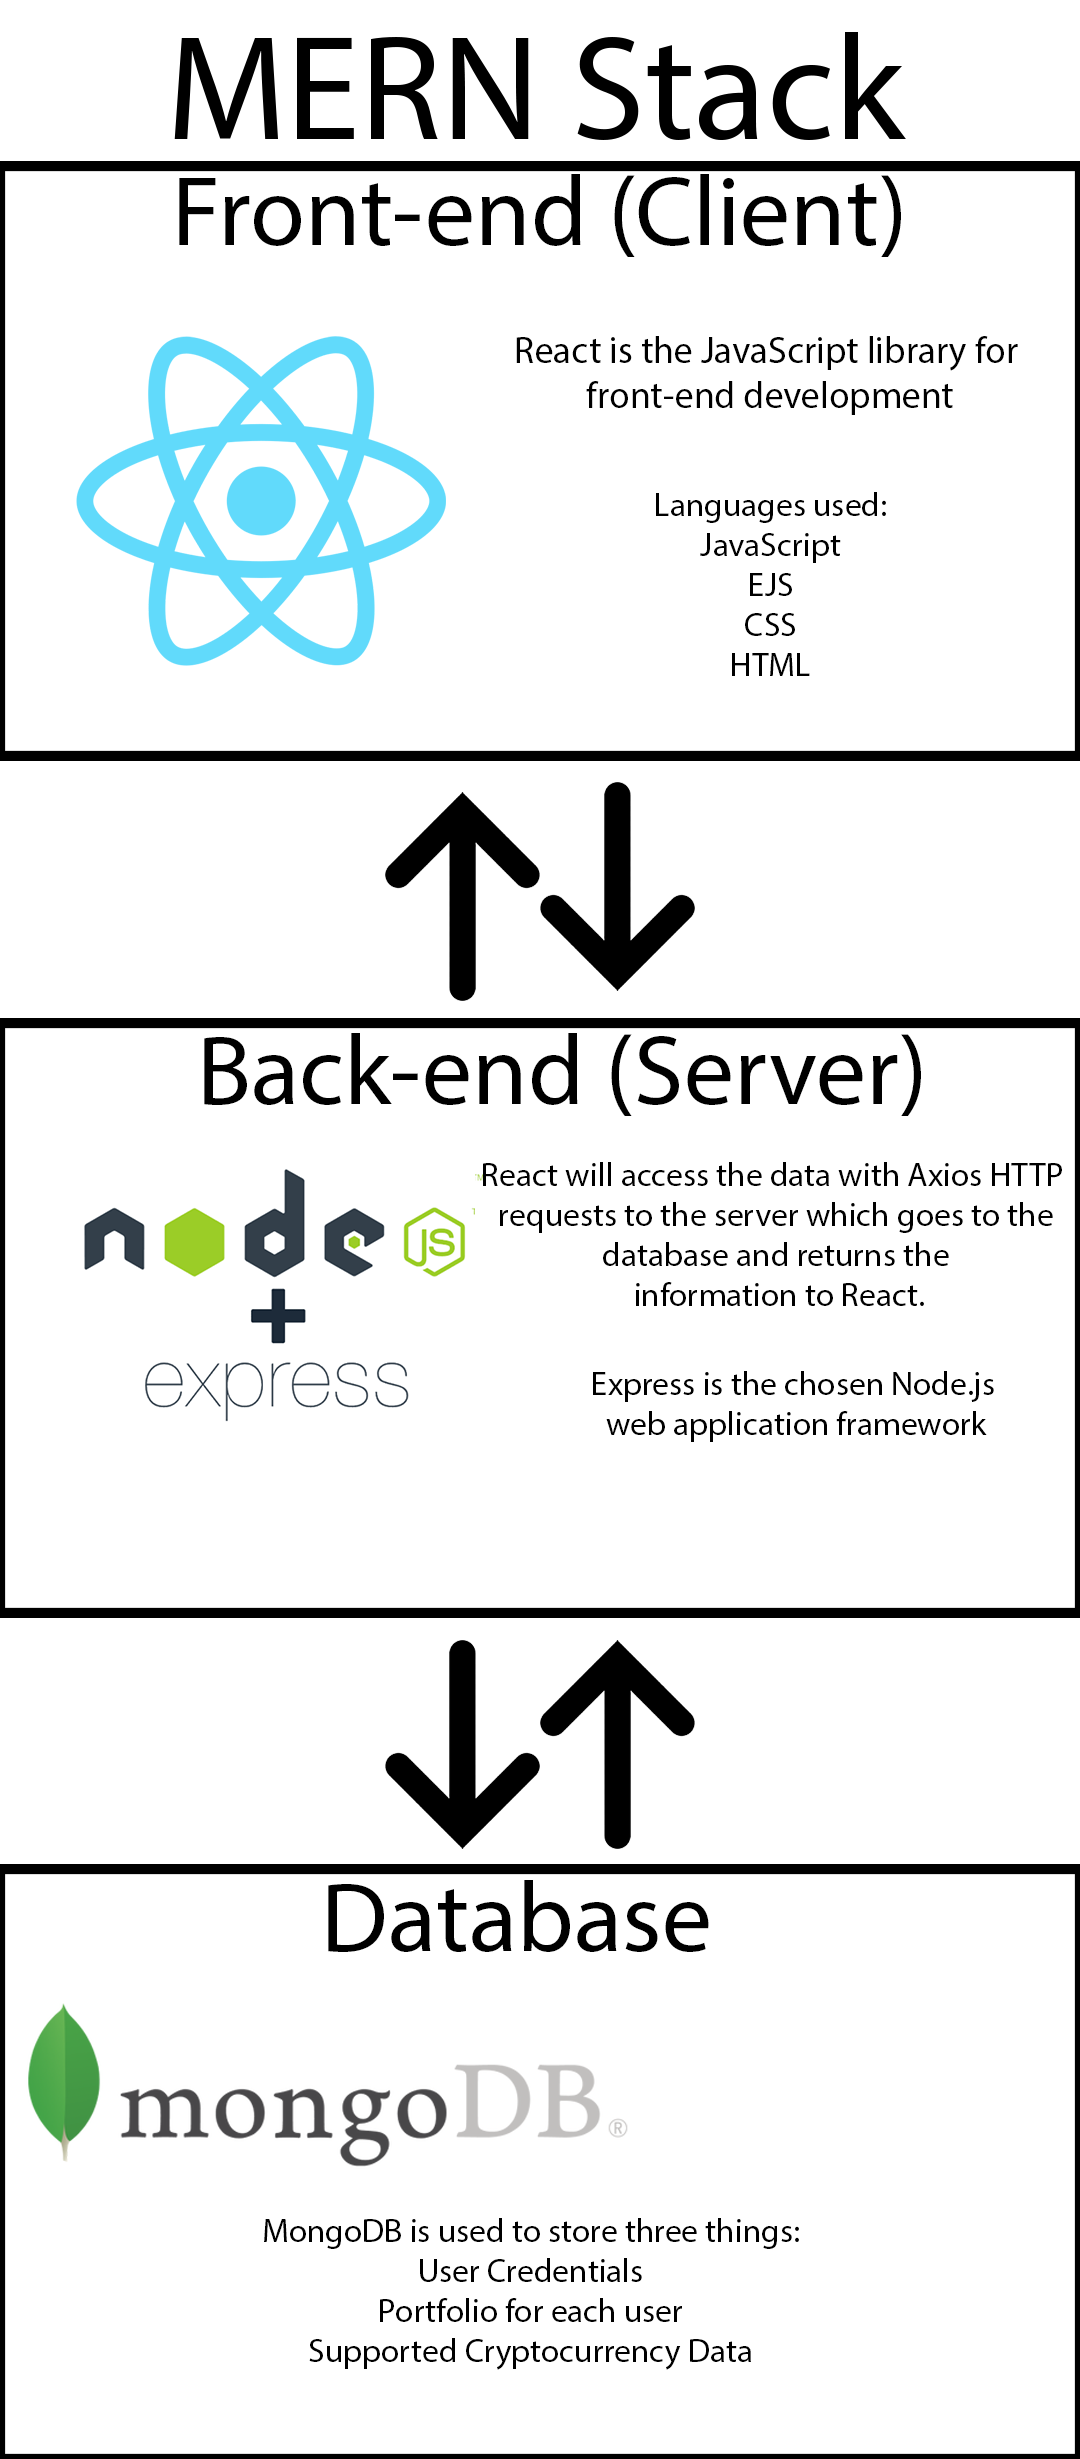 MERN Stack
Front-end (Client)
React is the JavaScript library for
front-end development
Languages used:
JavaScript
EJS
CSS
HTML
Back-end (Server)
node JS
TM
+
express
React will access the data with Axios HTTP
requests to the server which goes to the
database and returns the
information to React.
Express is the chosen Node.js
web application framework
Database
mongoDB®
MongoDB is used to store three things:
User Credentials
Portfolio for each user
Supported Cryptocurrency Data